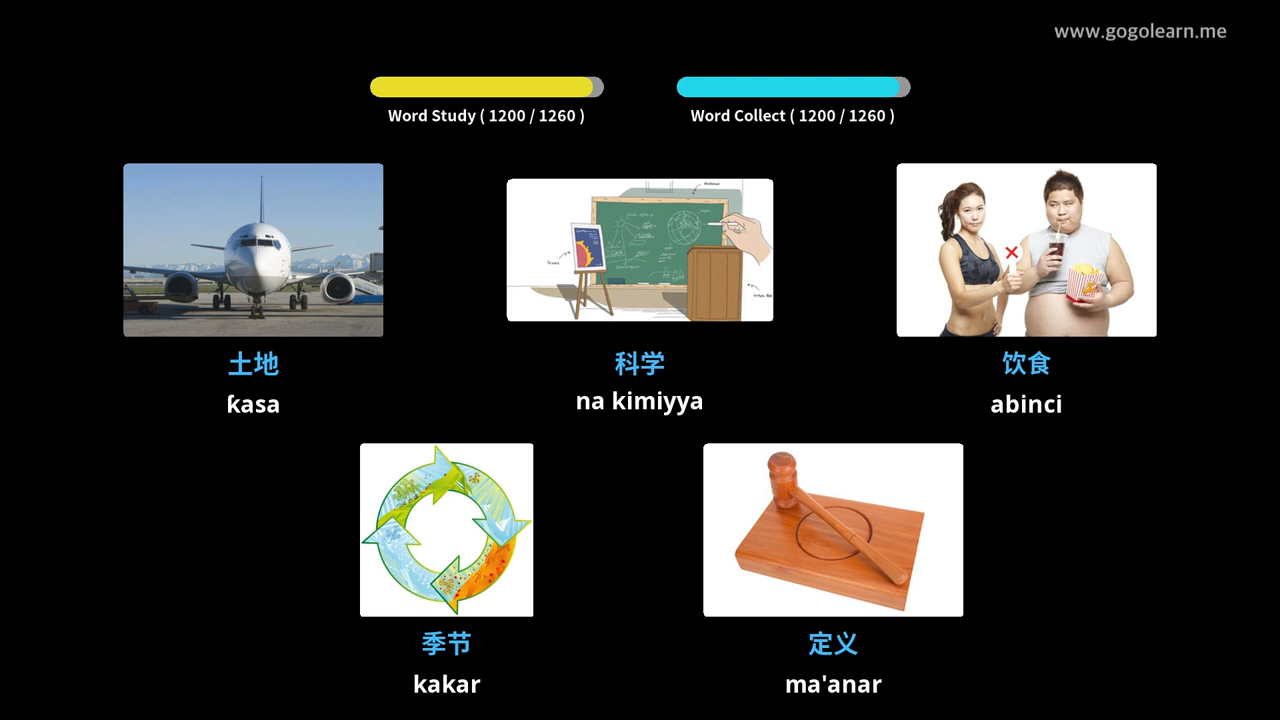 www.gogolearn.me
Word Study ( 1200 / 1260 )
Word Collect ( 1200 / 1260 )
土地
ƙasa
科学
na kimiyya
饮食
abinci
季节
kakar
定义
ma'anar